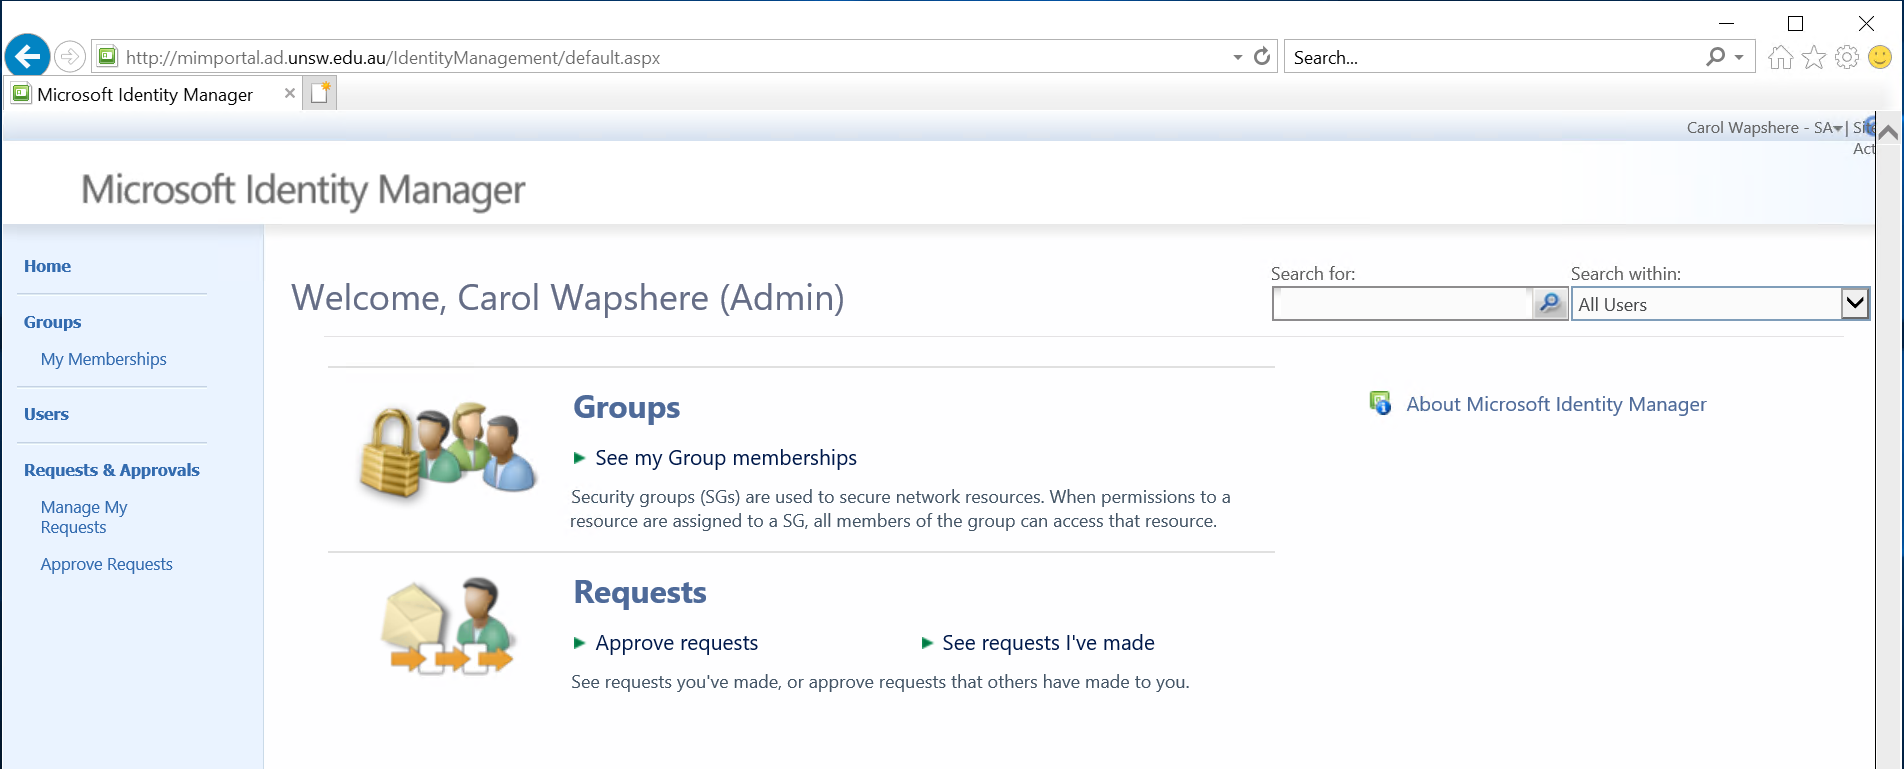 http://mimportal.ad.unsw.edu.au/IdentityManagement/default.aspx
Search...
Microsoft Identity Manager
Carol Wapshere - SA | Site
Act
Microsoft Identity Manager
Home
Groups
My Memberships
Users
Requests & Approvals
Manage My
Requests
Approve Requests
Welcome, Carol Wapshere (Admin)
Search for:
Search within:
All Users
Groups
See my Group memberships
Security groups (SGs) are used to secure network resources. When permissions to a
resource are assigned to a SG, all members of the group can access that resource.
Requests
Approve requests
See requests I've made
See requests you've made, or approve requests that others have made to you.
About Microsoft Identity Manager